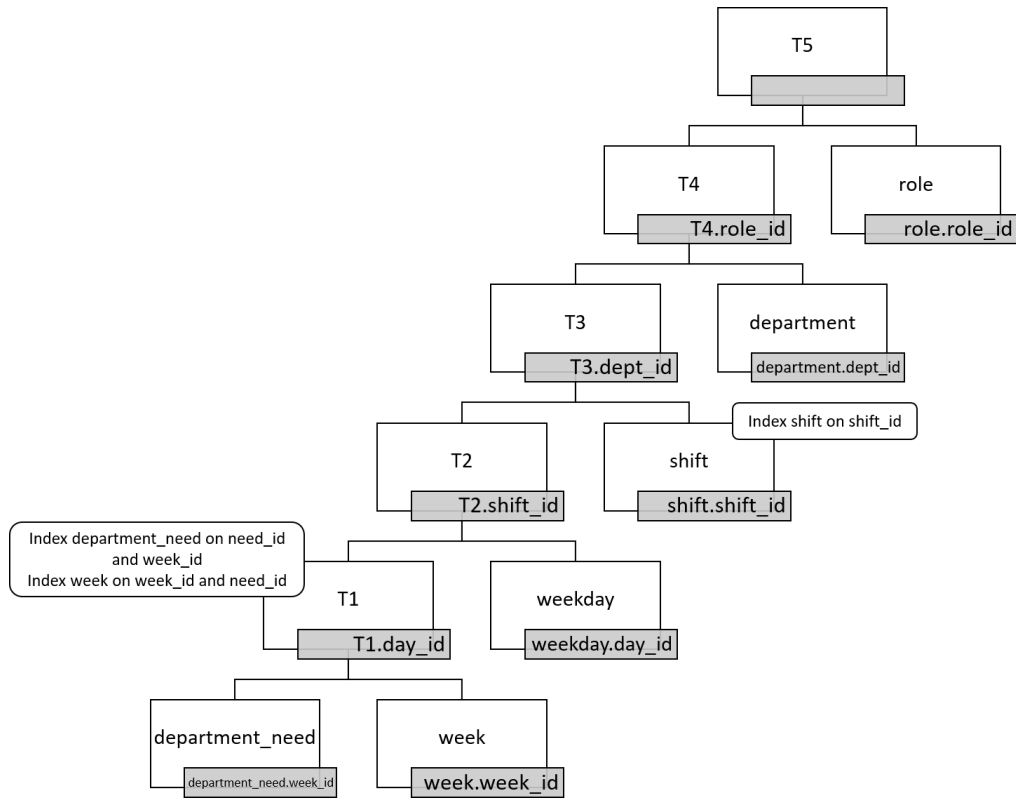 T5
T4
role
T4.role_id
role.role_id
T3
department
T3.dept_id
department.dept_id
Index shift on shift_id
T2
shift
T2.shift_id
shift.shift_id
Index department_need on need_id
and week_id
Index week on week_id and need_id
T1
weekday
T1.day_id
weekday.day_id
department_need
week
department_need.week_id
week.week_id